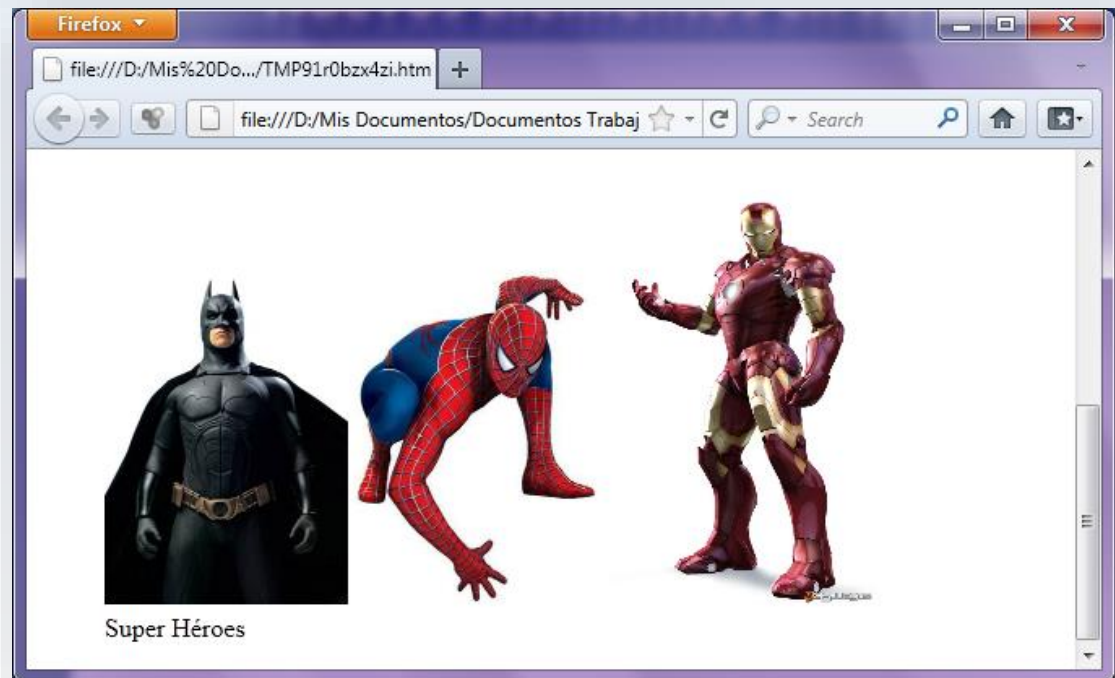 Firefox
file:///D:/Mis%20Do.../TMP91r0bzx4zi.htm
file:///D:/Mis Documentos/Documentos Trabaj
Search
Super Héroes